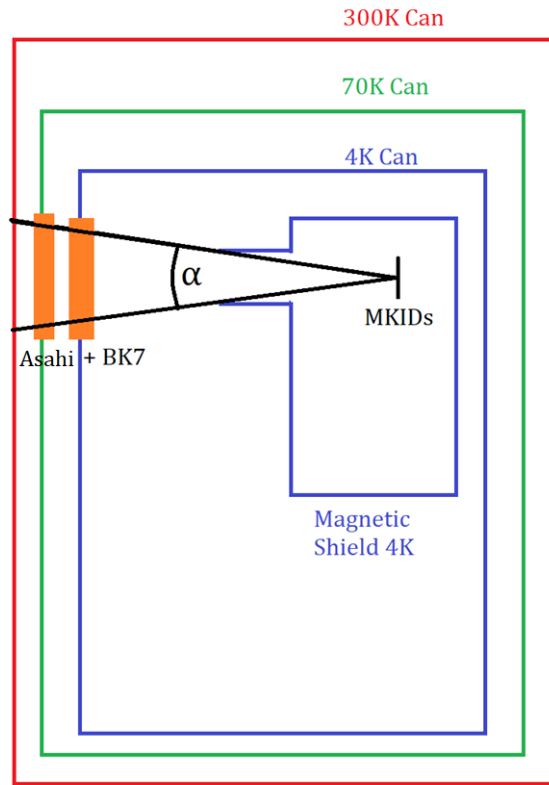 300K Can
70K Can
4K Can
α
MKIDs
Asahi + BK7
Magnetic
Shield 4K